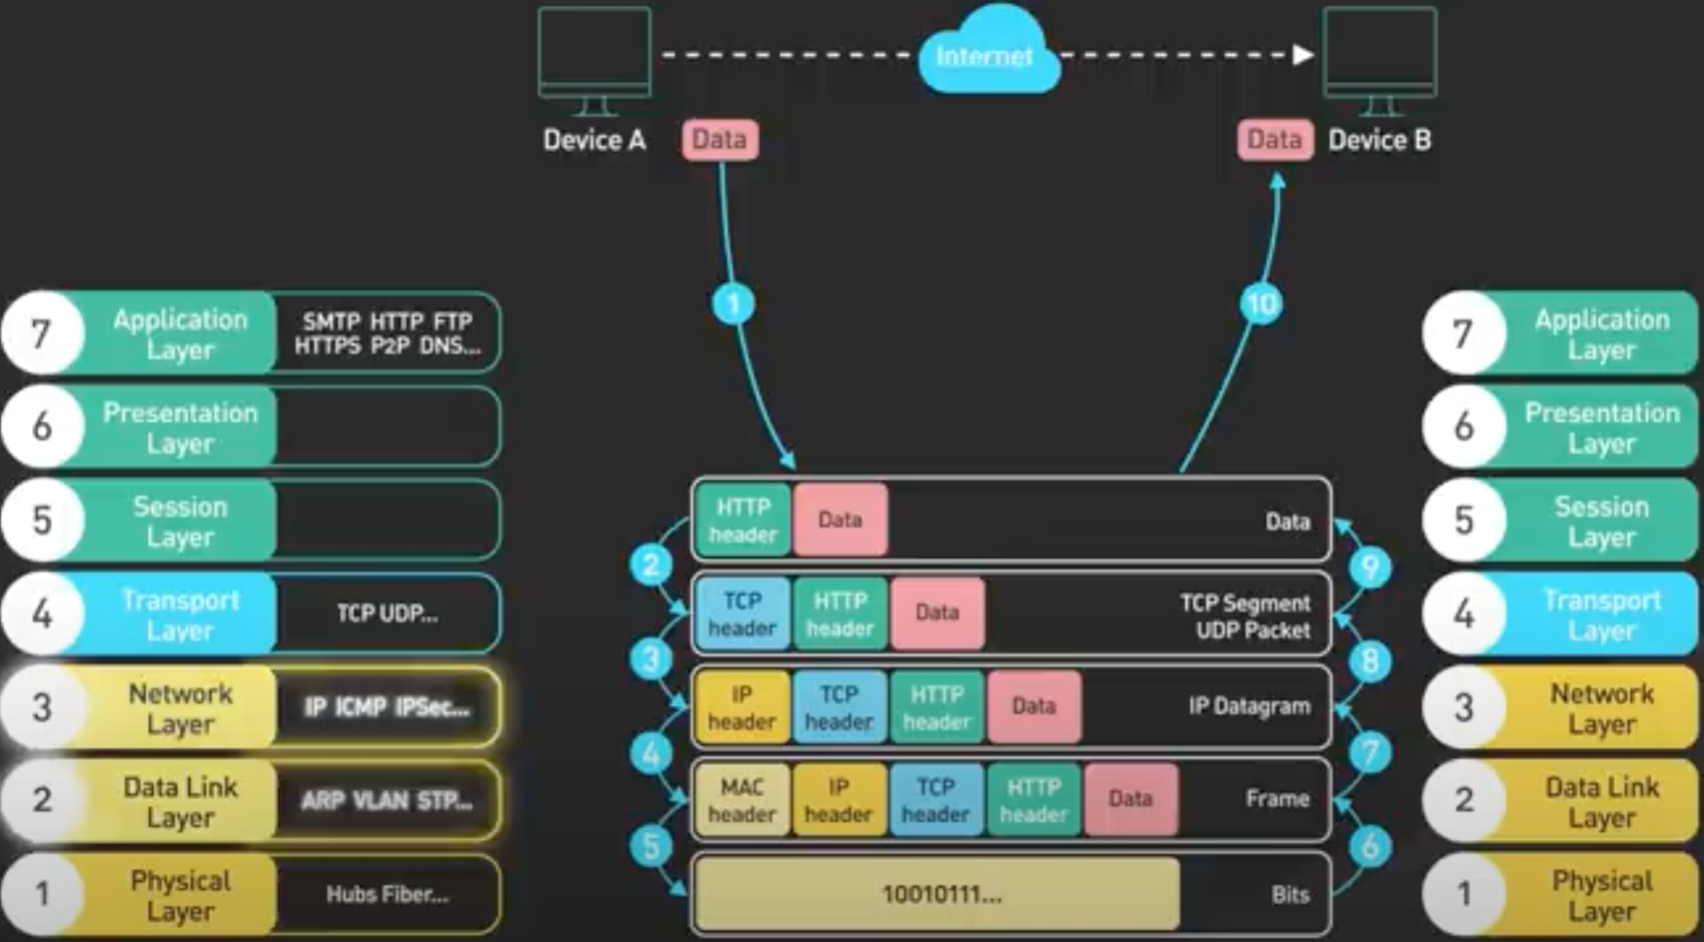 Internet
Device A
Data
Data
Device B
1
10
7
Application
Layer
SMTP HTTP FTP
HTTPS P2P DNS...
6
Presentation
Layer
5
Session
Layer
4
Transport
Layer
TCP UDP...
3
Network
Layer
IP ICMP IPSec...
2
Data Link
Layer
ARP VLAN STP...
1
Physical
Layer
Hubs Fiber...
HTTP
header
Data
Data
2
TCP
header
HTTP
header
Data
TCP Segment
UDP Packet
3
IP
header
TCP
header
HTTP
header
Data
IP Datagram
4
MAC
header
IP
header
TCP
header
HTTP
header
Data
Frame
5
10010111...
Bits
9
8
7
6
7
Application
Layer
6
Presentation
Layer
5
Session
Layer
4
Transport
Layer
3
Network
Layer
2
Data Link
Layer
1
Physical
Layer